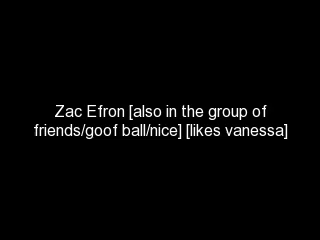 Zac Efron [also in the group of
friends/goof ball/nice] [likes vanessa]